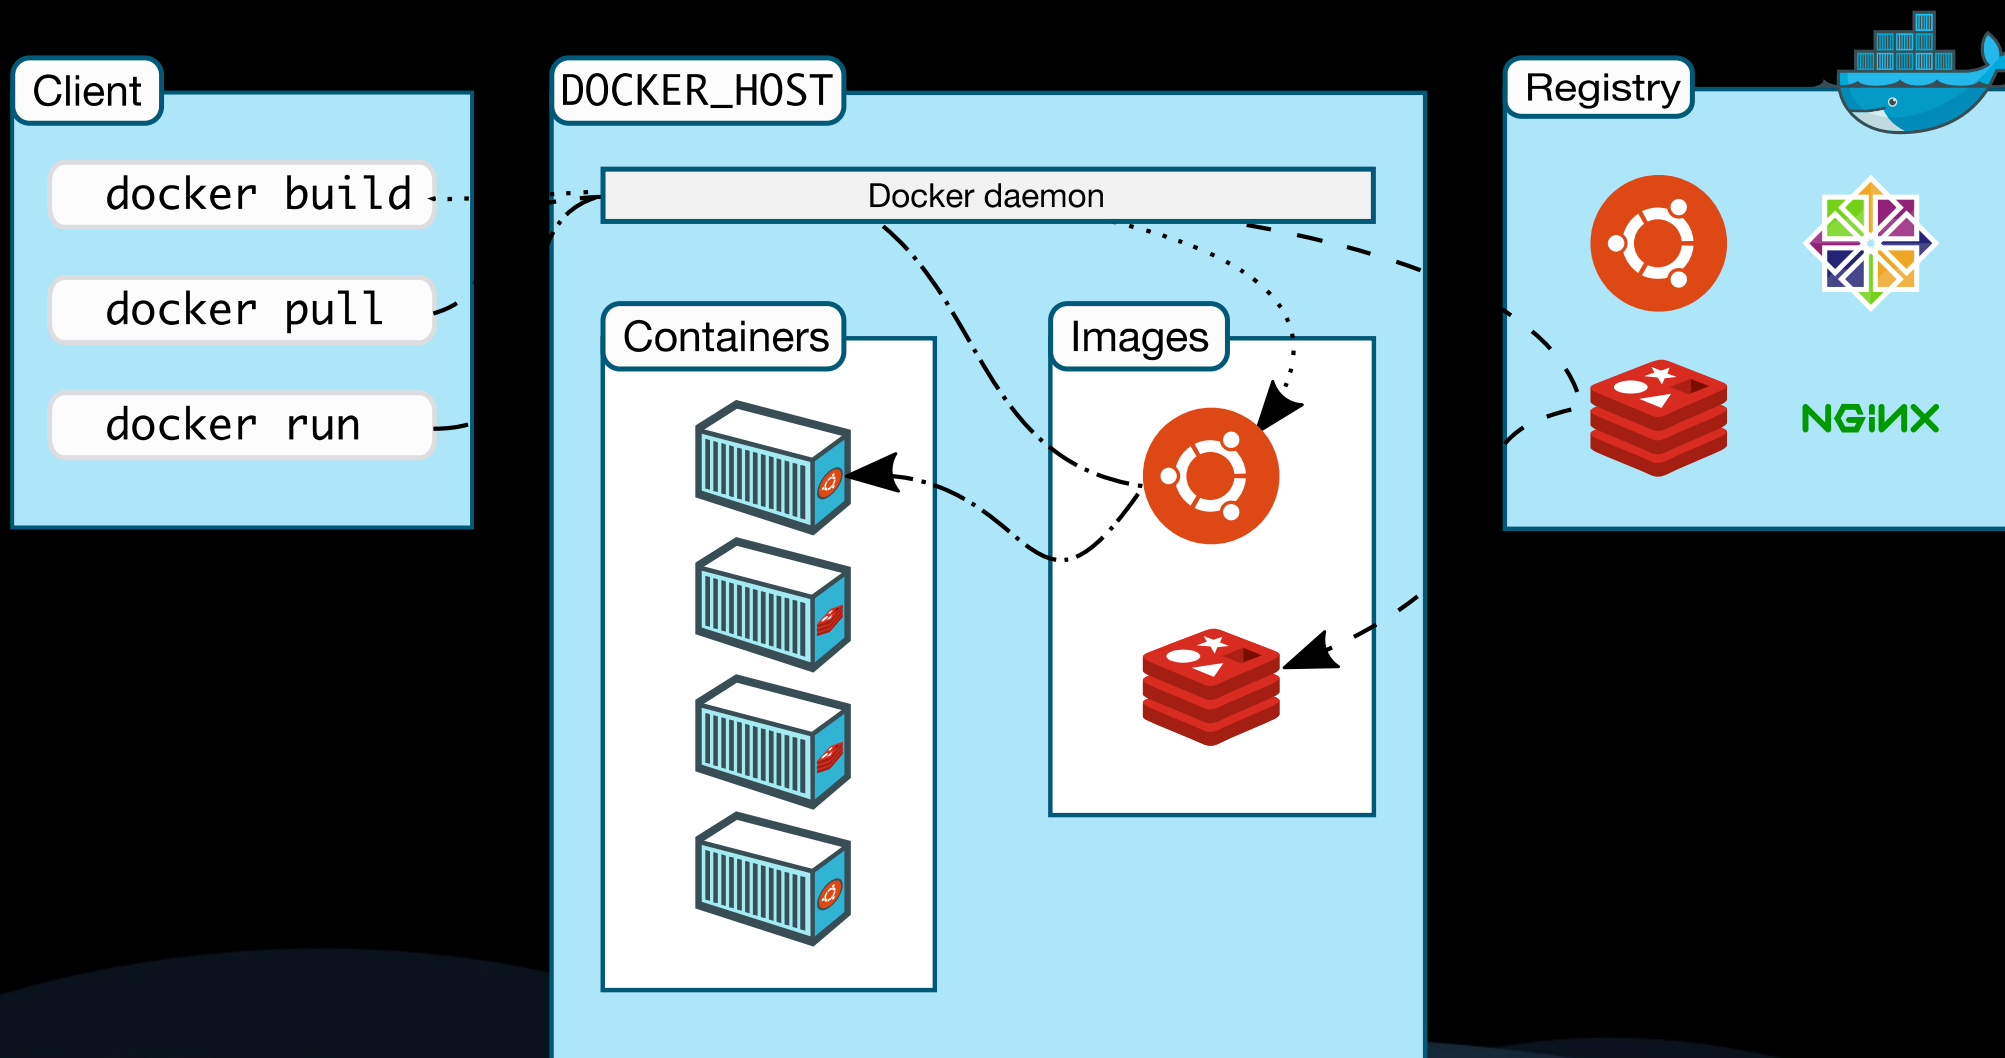 Client
docker build
docker pull
docker run
DOCKER_HOST
Docker daemon
Containers
Images
Registry
NGiNX